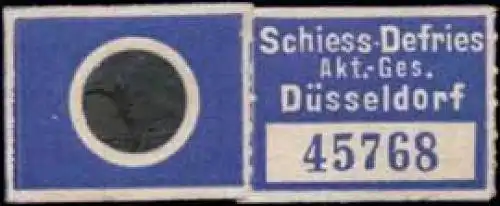 Schiess-Defries
Akt.-Ges.
Düsseldorf
45768